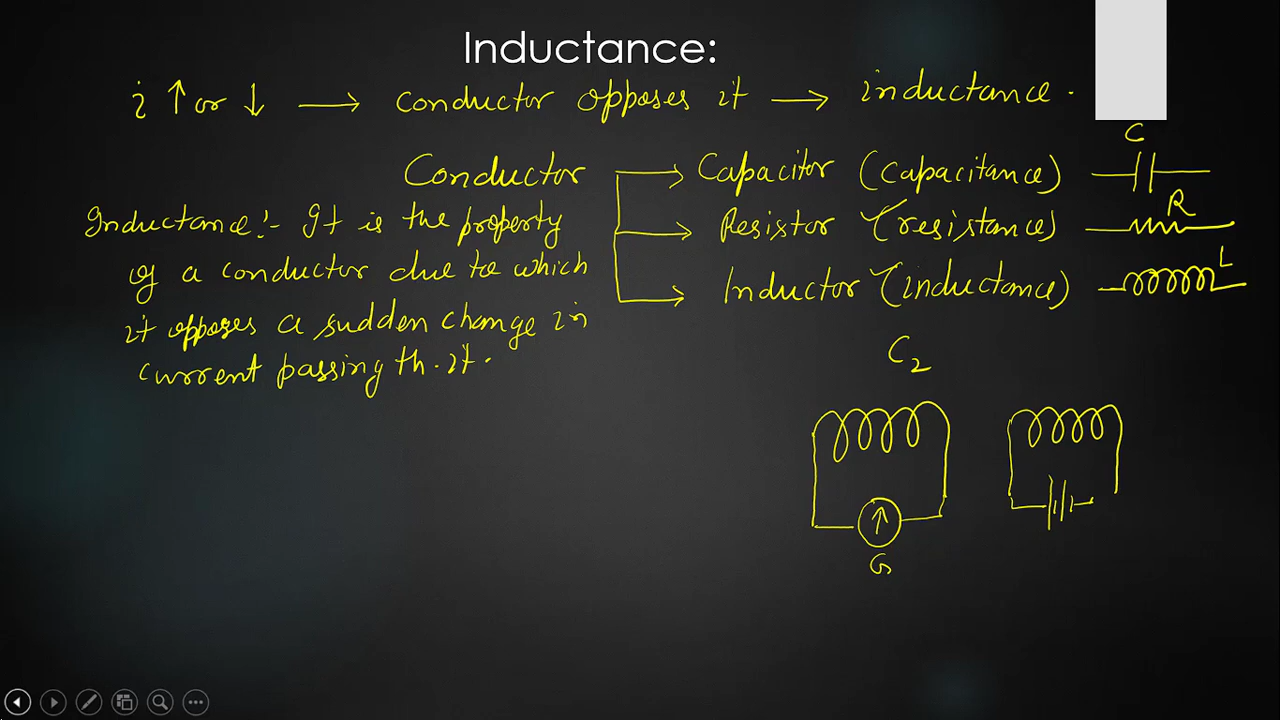 Inductance:
i ↑ or ↓ → conductor opposes it → inductance.
C
Conductor → Capacitor (capacitance)
R
→ Resistor (resistance)
L
→ Inductor (inductance)
Inductance:- It is the property
of a conductor due to which
it opposes a sudden change in
current passing th. it.
C2
G